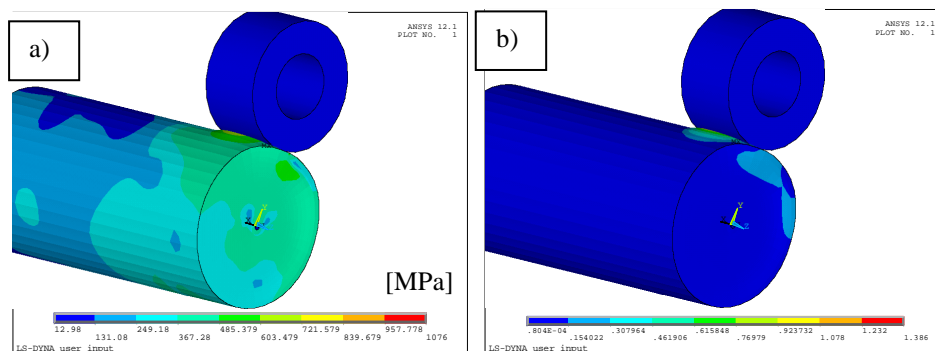 a)
ANSYS 12.1
PLOT NO. 1
[MPa]
12.98 249.18 485.379 721.579 957.778
131.08 367.28 603.479 839.679 1076
LS-DYNA user input
b)
ANSYS 12.1
PLOT NO. 1
Y
Z
.804E-04 .307964 .615848 .923732 1.232
.154022 .461906 .76979 1.078 1.386
LS-DYNA user input